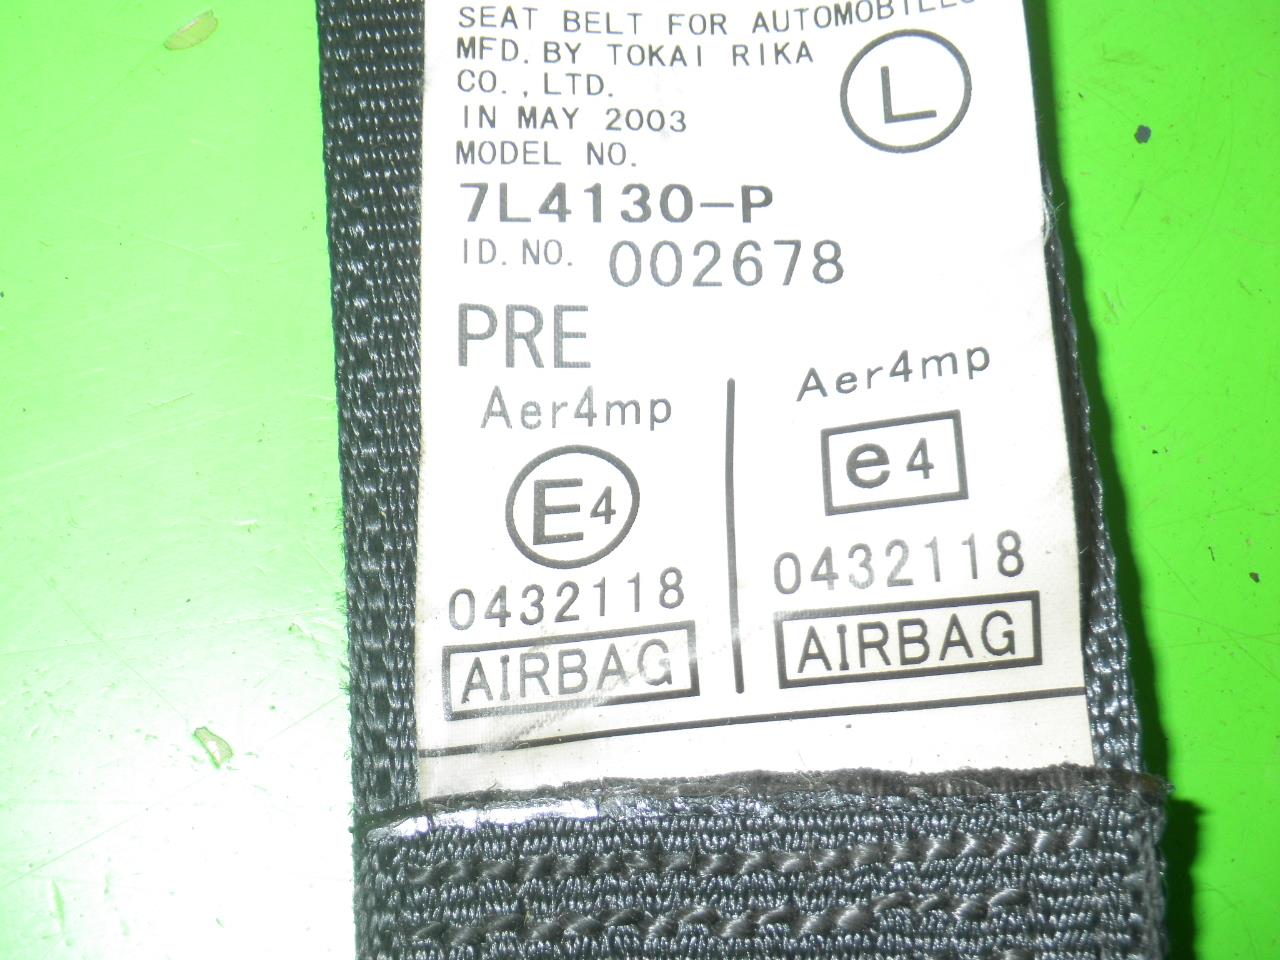 SEAT BELT FOR AUTOMOBILES
MFD. BY TOKAI RIKA
CO., LTD.
IN MAY 2003
L
MODEL NO.
7L4130-P
ID. NO. 002678
PRE
Aer4mp
E4
0432118
AIRBAG
Aer4mp
e4
0432118
AIRBAG